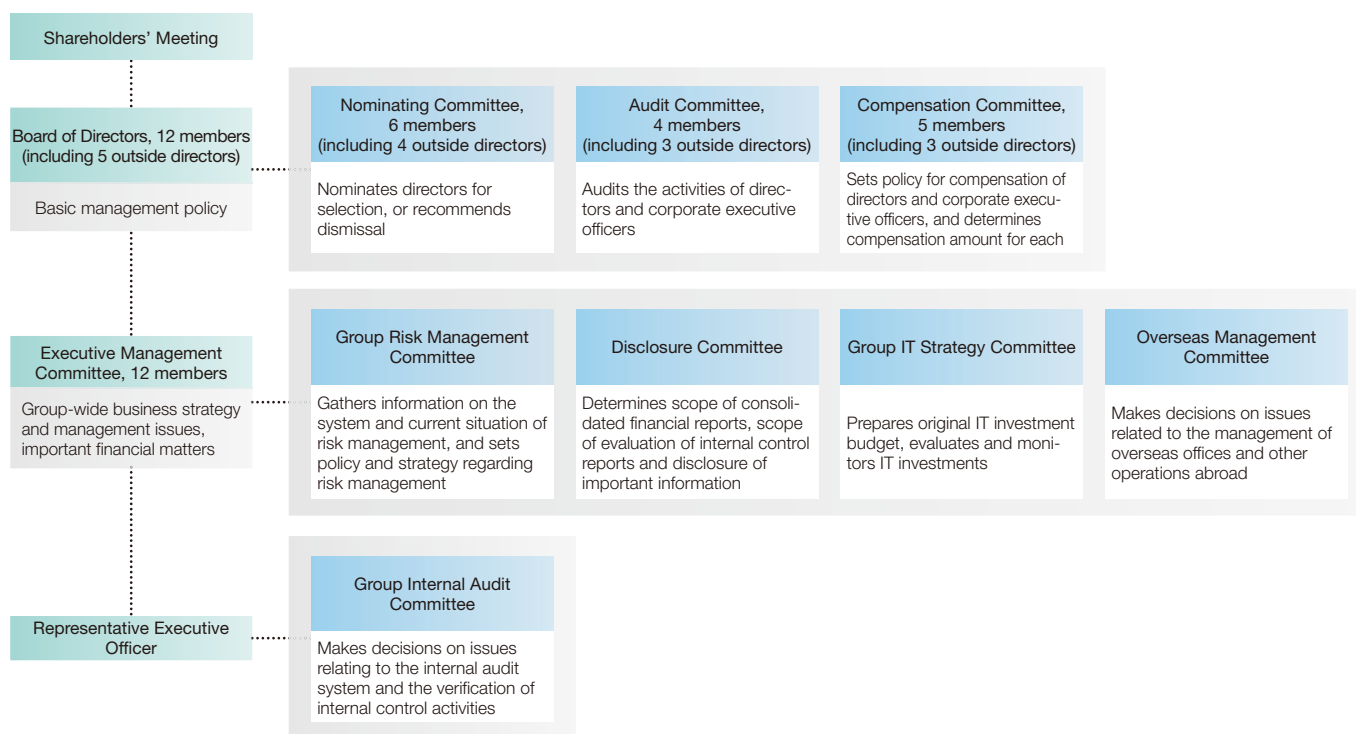 Shareholders' Meeting
Board of Directors, 12 members
(including 5 outside directors)
Basic management policy
Nominating Committee,
6 members
(including 4 outside directors)
Nominates directors for
selection, or recommends
dismissal
Audit Committee,
4 members
(including 3 outside directors)
Audits the activities of direc-
tors and corporate executive
officers
Compensation Committee,
5 members
(including 3 outside directors)
Sets policy for compensation of
directors and corporate execu-
tive officers, and determines
compensation amount for each
Executive Management
Committee, 12 members
Group-wide business strategy
and management issues,
important financial matters
Group Risk Management
Committee
Gathers information on the
system and current situation of
risk management, and sets
policy and strategy regarding
risk management
Disclosure Committee
Determines scope of consoli-
dated financial reports, scope
of evaluation of internal control
reports and disclosure of
important information
Group IT Strategy Committee
Prepares original IT investment
budget, evaluates and moni-
tors IT investments
Overseas Management
Committee
Makes decisions on issues
related to the management of
overseas offices and other
operations abroad
Representative Executive
Officer
Group Internal Audit
Committee
Makes decisions on issues
relating to the internal audit
system and the verification of
internal control activities